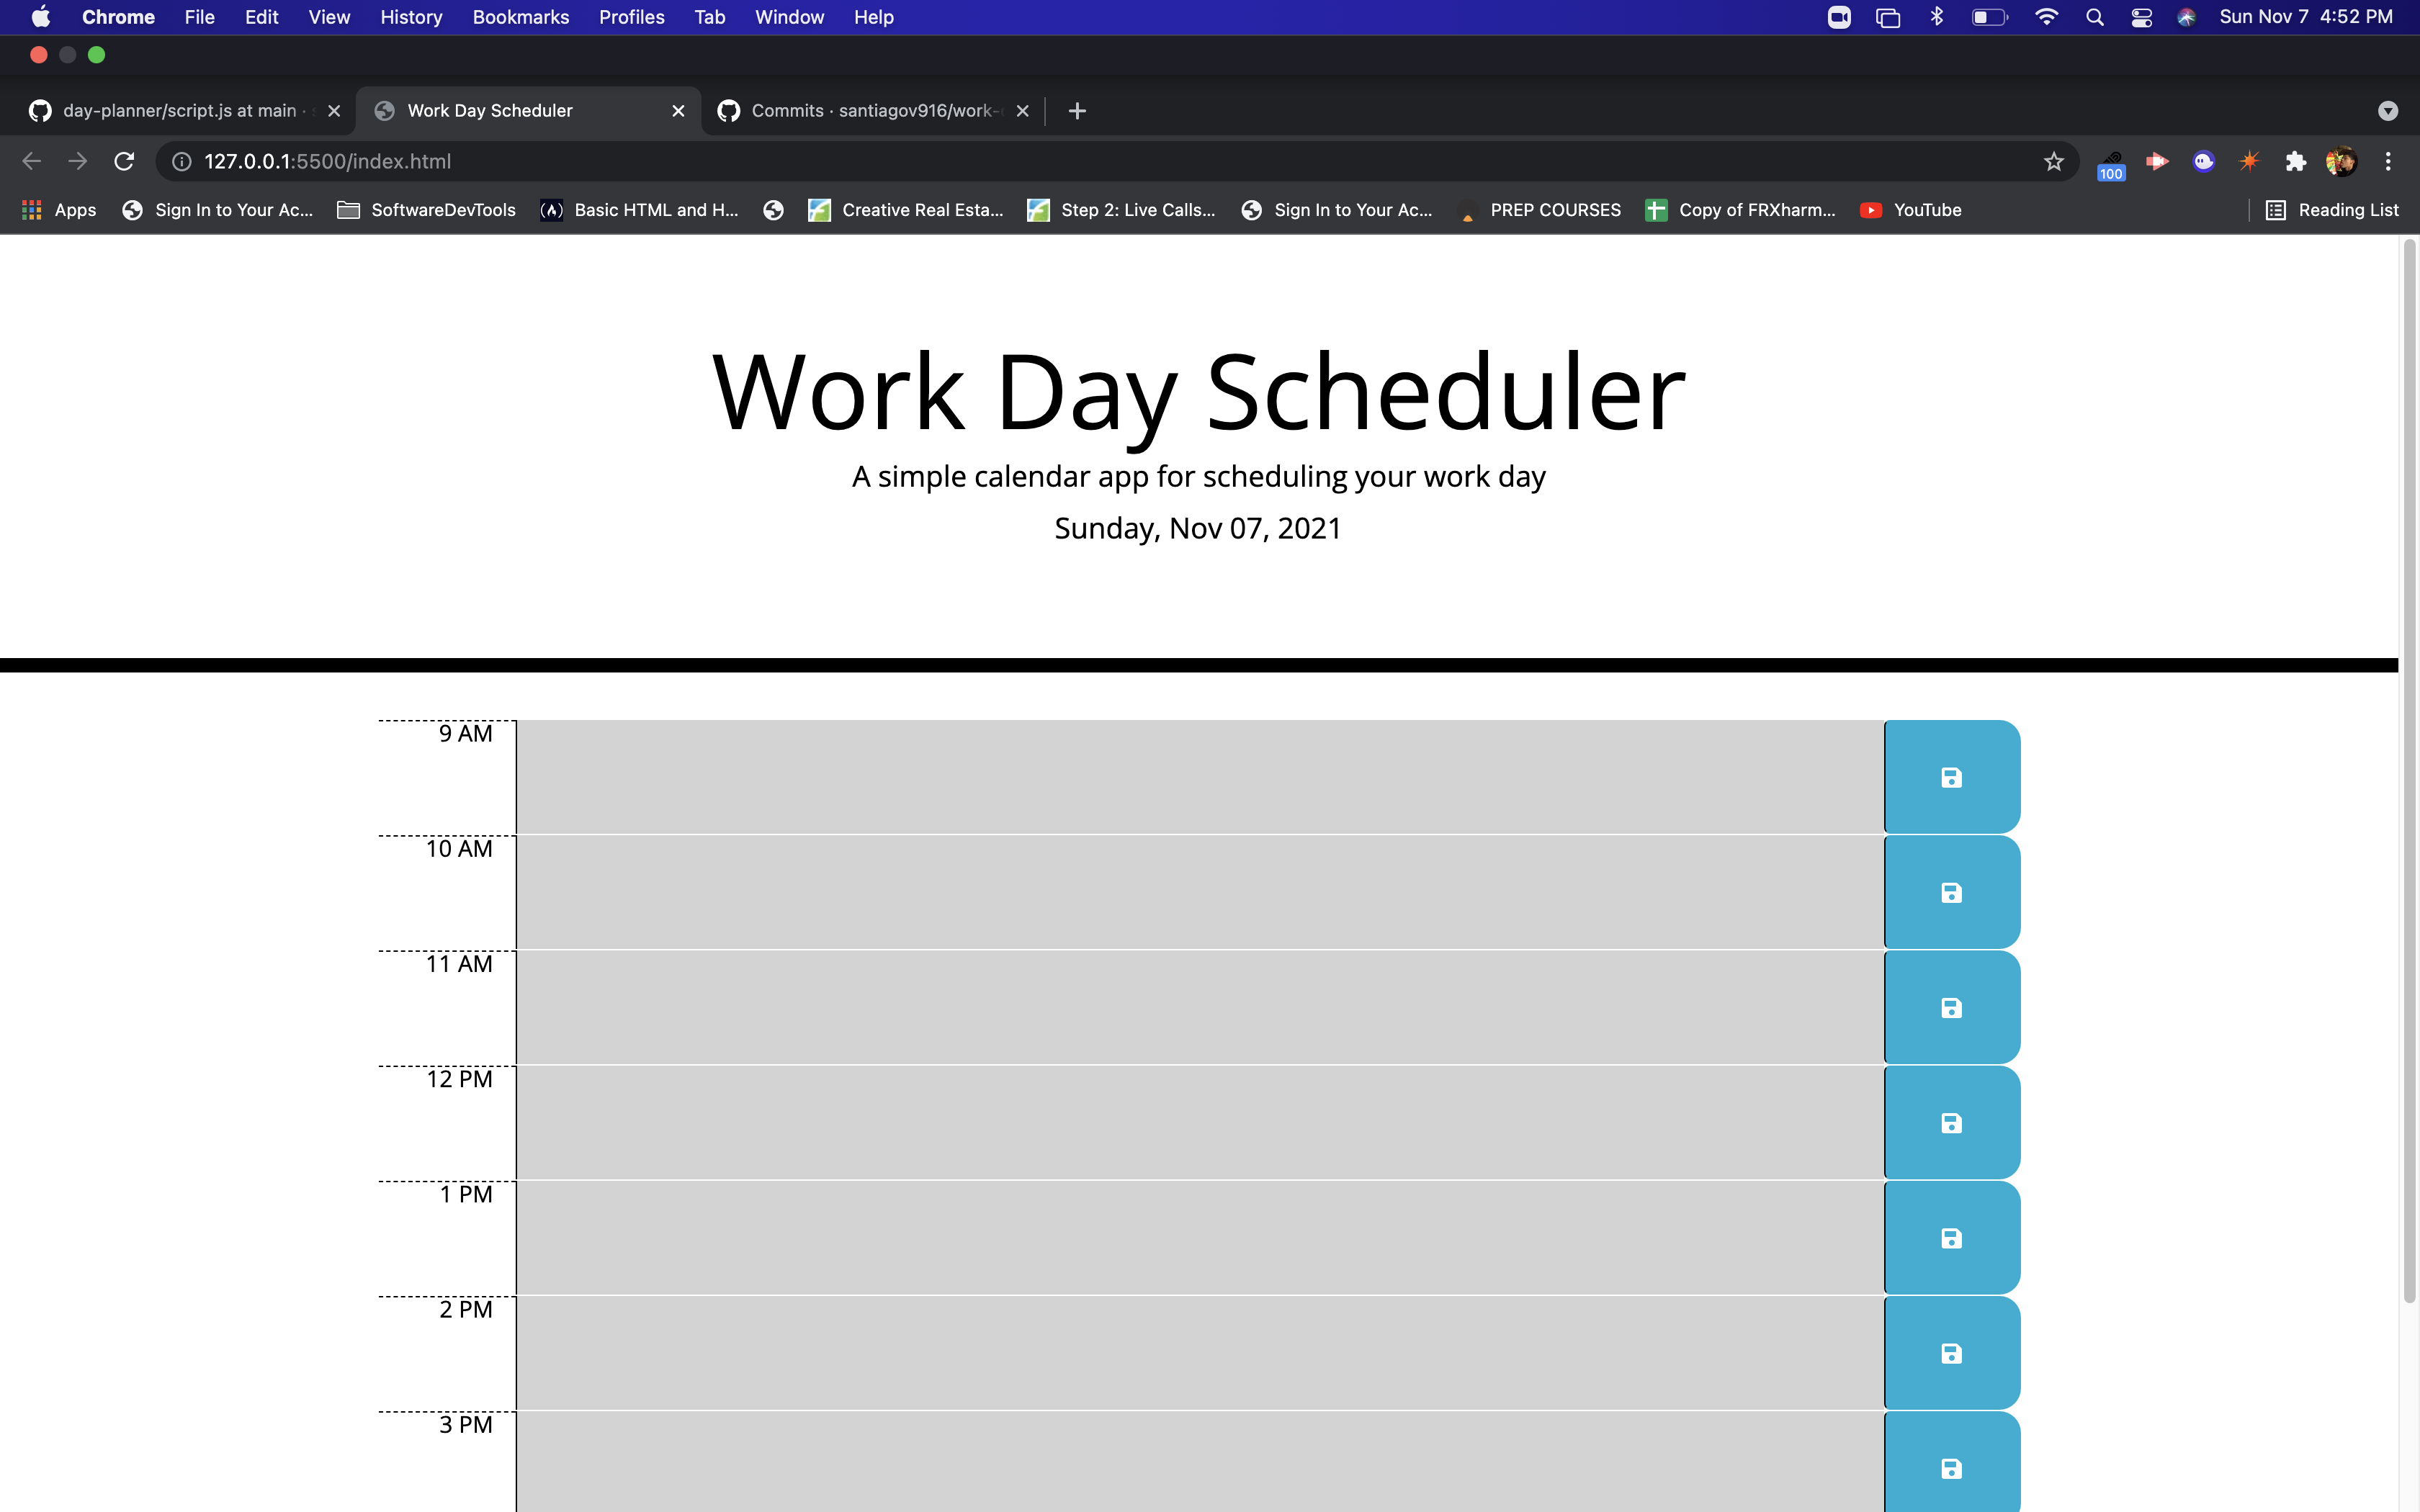 Chrome File Edit View History Bookmarks Profiles Tab Window Help Sun Nov 7 4:52 PM
day-planner/script.js at main · Work Day Scheduler Commits · santiagov916/work-
127.0.0.1:5500/index.html 100
Apps Sign In to Your Ac... SoftwareDevTools Basic HTML and H... Creative Real Esta... Step 2: Live Calls... Sign In to Your Ac... PREP COURSES Copy of FRXharm... YouTube Reading List
Work Day Scheduler
A simple calendar app for scheduling your work day
Sunday, Nov 07, 2021
9 AM
10 AM
11 AM
12 PM
1 PM
2 PM
3 PM